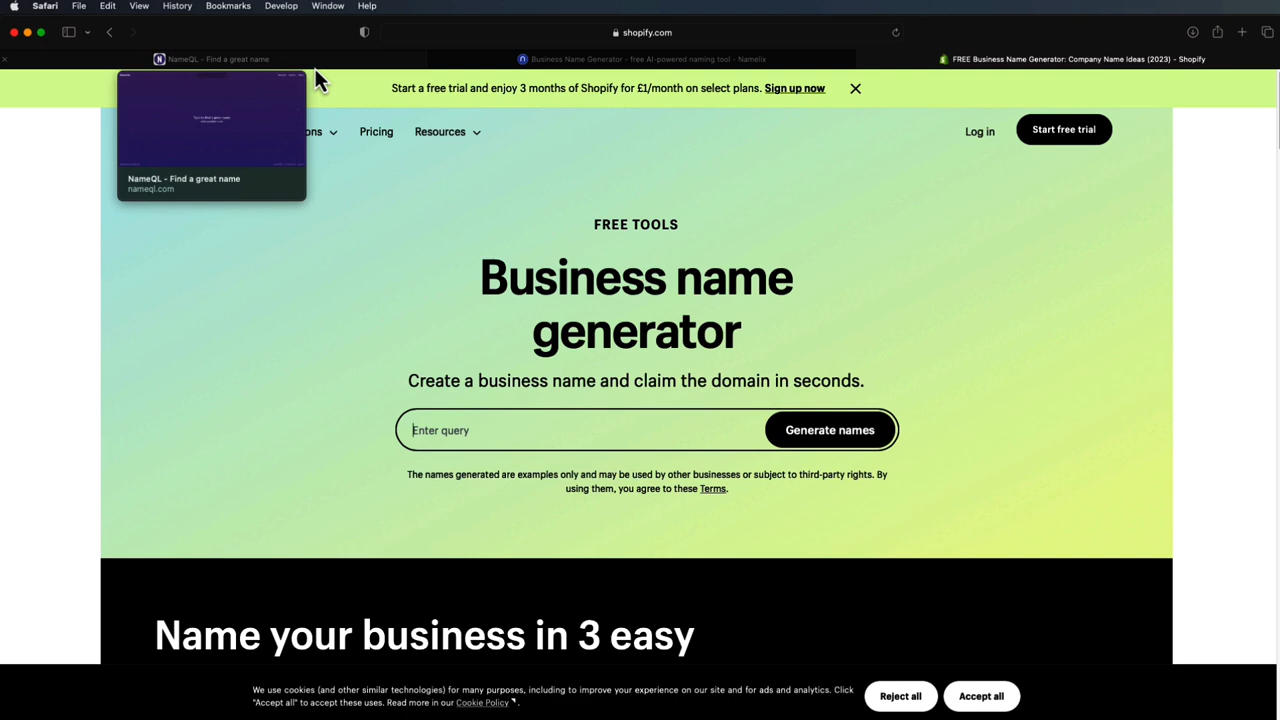 Safari File Edit View History Bookmarks Develop Window Help
shopify.com
NameQL - Find a great name
Business Name Generator - free AI-powered naming tool - Namelix
FREE Business Name Generator: Company Name Ideas (2023) - Shopify
Start a free trial and enjoy 3 months of Shopify for £1/month on select plans. Sign up now
NameQL - Find a great name
nameql.com
ons Pricing Resources
Log in Start free trial
FREE TOOLS
Business name
generator
Create a business name and claim the domain in seconds.
Enter query Generate names
The names generated are examples only and may be used by other businesses or subject to third-party rights. By
using them, you agree to these Terms.
Name your business in 3 easy
We use cookies (and other similar technologies) for many purposes, including to improve your experience on our site and for ads and analytics. Click
"Accept all" to accept these uses. Read more in our Cookie Policy.
Reject all Accept all